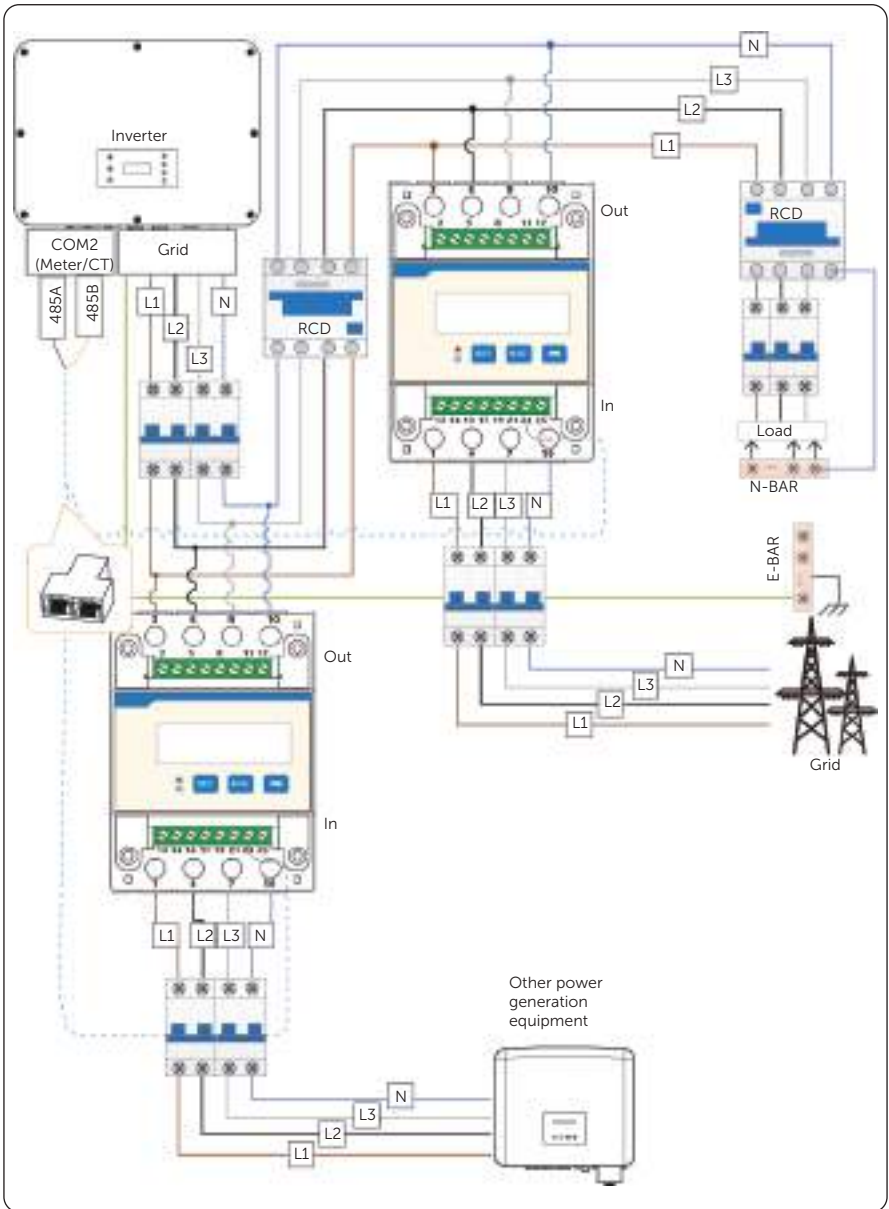 N
L3
L2
L1
Inverter
COM2
(Meter/CT)
Grid
485A
485B
L1
L2
L3
N
RCD
Out
RCD
In
Load
N-BAR
L1
L2
L3
N
E-BAR
N
L3
L2
L1
Grid
Out
In
L1
L2
L3
N
Other power
generation
equipment
N
L3
L2
L1